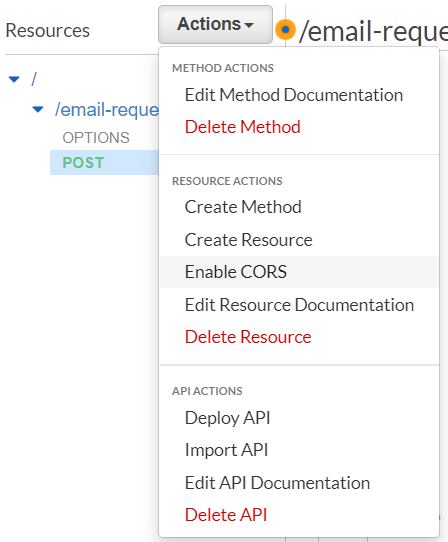 Resources
Actions
/email-reque
METHOD ACTIONS
Edit Method Documentation
Delete Method
/
/email-reque
OPTIONS
POST
RESOURCE ACTIONS
Create Method
Create Resource
Enable CORS
Edit Resource Documentation
Delete Resource
API ACTIONS
Deploy API
Import API
Edit API Documentation
Delete API